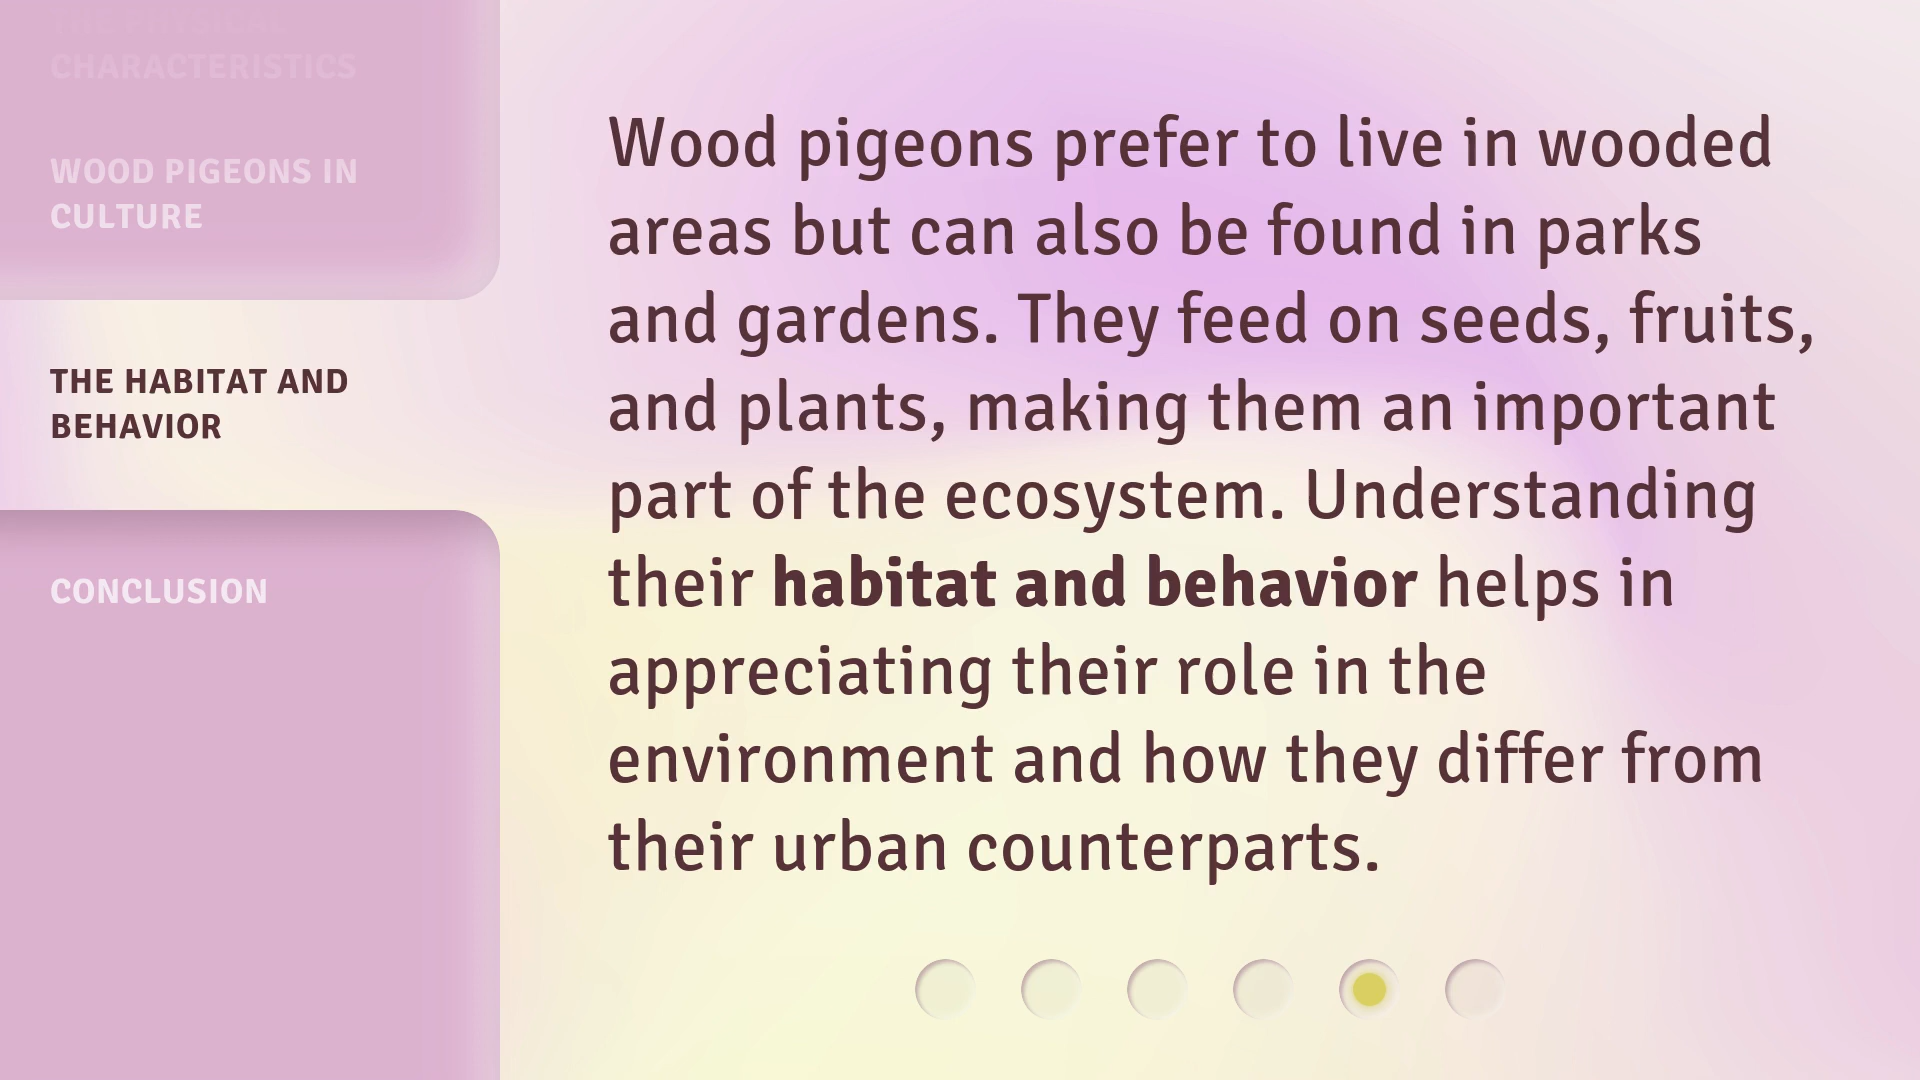 THE PHYSICAL
CHARACTERISTICS
WOOD PIGEONS IN
CULTURE
THE HABITAT AND
BEHAVIOR
CONCLUSION
Wood pigeons prefer to live in wooded
areas but can also be found in parks
and gardens. They feed on seeds, fruits,
and plants, making them an important
part of the ecosystem. Understanding
their habitat and behavior helps in
appreciating their role in the
environment and how they differ from
their urban counterparts.